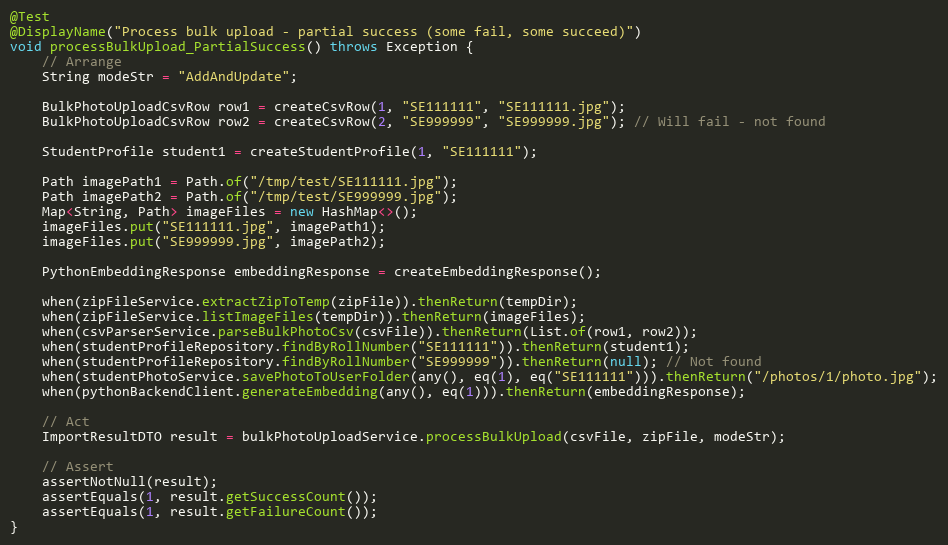 @Test
@DisplayName("Process bulk upload - partial success (some fail, some succeed)")
void processBulkUpload_PartialSuccess() throws Exception {
    // Arrange
    String modeStr = "AddAndUpdate";

    BulkPhotoUploadCsvRow row1 = createCsvRow(1, "SE111111", "SE111111.jpg");
    BulkPhotoUploadCsvRow row2 = createCsvRow(2, "SE999999", "SE999999.jpg"); // Will fail - not found

    StudentProfile student1 = createStudentProfile(1, "SE111111");

    Path imagePath1 = Path.of("/tmp/test/SE111111.jpg");
    Path imagePath2 = Path.of("/tmp/test/SE999999.jpg");
    Map<String, Path> imageFiles = new HashMap<>();
    imageFiles.put("SE111111.jpg", imagePath1);
    imageFiles.put("SE999999.jpg", imagePath2);

    PythonEmbeddingResponse embeddingResponse = createEmbeddingResponse();

    when(zipFileService.extractZipToTemp(zipFile)).thenReturn(tempDir);
    when(zipFileService.listImageFiles(tempDir)).thenReturn(imageFiles);
    when(csvParserService.parseBulkPhotoCsv(csvFile)).thenReturn(List.of(row1, row2));
    when(studentProfileRepository.findByRollNumber("SE111111")).thenReturn(student1);
    when(studentProfileRepository.findByRollNumber("SE999999")).thenReturn(null); // Not found
    when(studentPhotoService.savePhotoToUserFolder(any(), eq(1), eq("SE111111"))).thenReturn("/photos/1/photo.jpg");
    when(pythonBackendClient.generateEmbedding(any(), eq(1))).thenReturn(embeddingResponse);

    // Act
    ImportResultDTO result = bulkPhotoUploadService.processBulkUpload(csvFile, zipFile, modeStr);

    // Assert
    assertNotNull(result);
    assertEquals(1, result.getSuccessCount());
    assertEquals(1, result.getFailureCount());
}